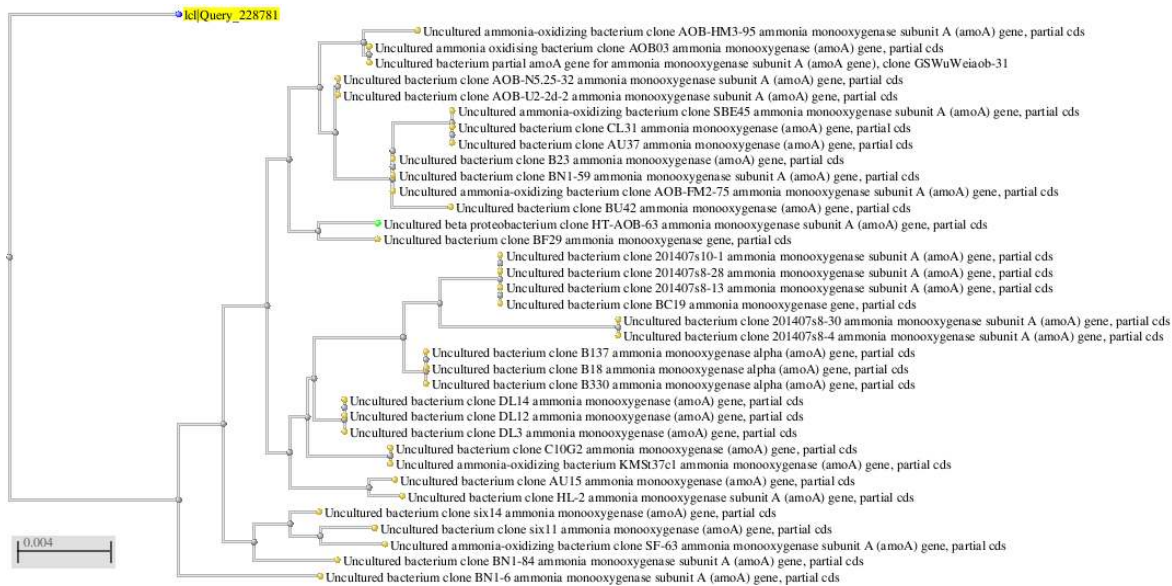 lcl|Query_228781
Uncultured ammonia-oxidizing bacterium clone AOB-HM3-95 ammonia monooxygenase subunit A (amoA) gene, partial cds
Uncultured ammonia oxidising bacterium clone AOB03 ammonia monooxygenase (amoA) gene, partial cds
Uncultured bacterium partial amoA gene for ammonia monooxygenase subunit A (amoA gene), clone GSWuWeiaob-31
Uncultured bacterium clone AOB-N5.25-32 ammonia monooxygenase subunit A (amoA) gene, partial cds
Uncultured bacterium clone AOB-U2-2d-2 ammonia monooxygenase subunit A (amoA) gene, partial cds
Uncultured ammonia-oxidizing bacterium clone SBE45 ammonia monooxygenase subunit A (amoA) gene, partial cds
Uncultured bacterium clone CL31 ammonia monooxygenase (amoA) gene, partial cds
Uncultured bacterium clone AU37 ammonia monooxygenase (amoA) gene, partial cds
Uncultured bacterium clone B23 ammonia monooxygenase (amoA) gene, partial cds
Uncultured bacterium clone BN1-59 ammonia monooxygenase subunit A (amoA) gene, partial cds
Uncultured ammonia-oxidizing bacterium clone AOB-FM2-75 ammonia monooxygenase subunit A (amoA) gene, partial cds
Uncultured bacterium clone BU42 ammonia monooxygenase (amoA) gene, partial cds
Uncultured beta proteobacterium clone HT-AOB-63 ammonia monooxygenase subunit A (amoA) gene, partial cds
Uncultured bacterium clone BF29 ammonia monooxygenase gene, partial cds
Uncultured bacterium clone 201407s10-1 ammonia monooxygenase subunit A (amoA) gene, partial cds
Uncultured bacterium clone 201407s8-28 ammonia monooxygenase subunit A (amoA) gene, partial cds
Uncultured bacterium clone 201407s8-13 ammonia monooxygenase subunit A (amoA) gene, partial cds
Uncultured bacterium clone BC19 ammonia monooxygenase gene, partial cds
Uncultured bacterium clone 201407s8-30 ammonia monooxygenase subunit A (amoA) gene, partial cds
Uncultured bacterium clone 201407s8-4 ammonia monooxygenase subunit A (amoA) gene, partial cds
Uncultured bacterium clone B137 ammonia monooxygenase alpha (amoA) gene, partial cds
Uncultured bacterium clone B18 ammonia monooxygenase alpha (amoA) gene, partial cds
Uncultured bacterium clone B330 ammonia monooxygenase alpha (amoA) gene, partial cds
Uncultured bacterium clone DL14 ammonia monooxygenase (amoA) gene, partial cds
Uncultured bacterium clone DL12 ammonia monooxygenase (amoA) gene, partial cds
Uncultured bacterium clone DL3 ammonia monooxygenase (amoA) gene, partial cds
Uncultured bacterium clone C10G2 ammonia monooxygenase (amoA) gene, partial cds
Uncultured ammonia-oxidizing bacterium KMSt37c1 ammonia monooxygenase (amoA) gene, partial cds
Uncultured bacterium clone AU15 ammonia monooxygenase (amoA) gene, partial cds
Uncultured bacterium clone HL-2 ammonia monooxygenase subunit A (amoA) gene, partial cds
Uncultured bacterium clone six14 ammonia monooxygenase (amoA) gene, partial cds
Uncultured bacterium clone six11 ammonia monooxygenase (amoA) gene, partial cds
Uncultured ammonia-oxidizing bacterium clone SF-63 ammonia monooxygenase subunit A (amoA) gene, partial cds
Uncultured bacterium clone BN1-84 ammonia monooxygenase subunit A (amoA) gene, partial cds
Uncultured bacterium clone BN1-6 ammonia monooxygenase subunit A (amoA) gene, partial cds
0.004